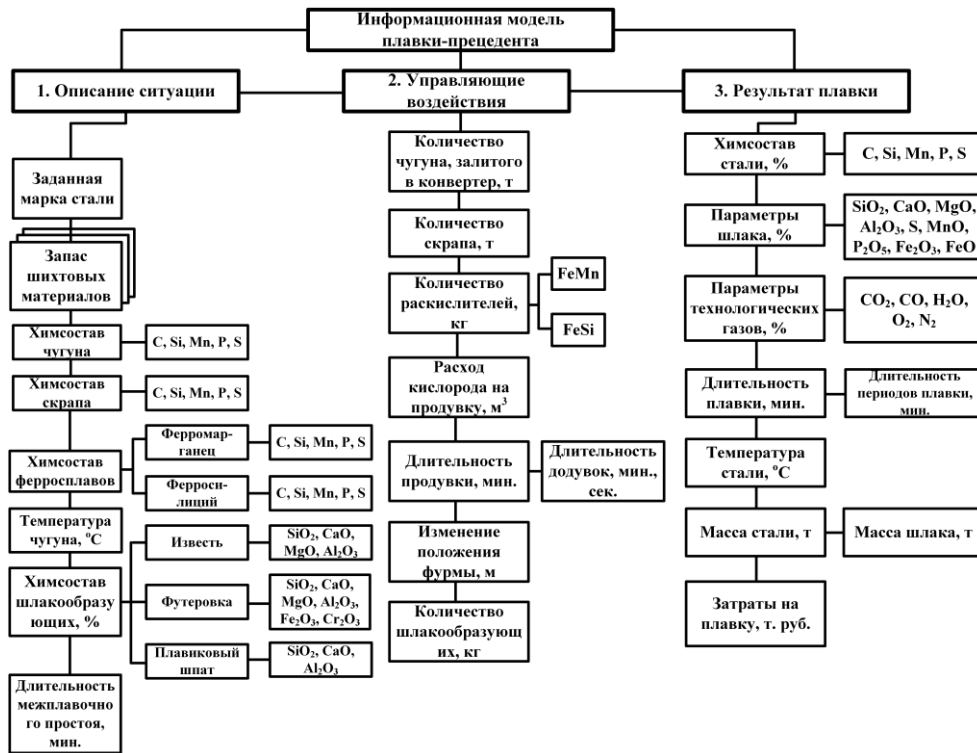 Информационная модель
плавки-прецедента
1. Описание ситуации
2. Управляющие
воздействия
3. Результат плавки
Заданная
марка стали
Запас
шихтовых
материалов
Химсостав
чугуна
C, Si, Mn, P, S
Химсостав
скрапа
C, Si, Mn, P, S
Химсостав
ферросплавов
Ферромар-
ганец
C, Si, Mn, P, S
Ферроси-
лиций
C, Si, Mn, P, S
Температура
чугуна, °С
Химсостав
шлакообразу
ющих, %
Известь
SiO₂, CaO,
MgO, Al₂O₃
Футеровка
SiO₂, CaO,
MgO, Al₂O₃,
Fe₂O₃, Cr₂O₃
Плавиковый
шпат
SiO₂, CaO,
Al₂O₃
Длительность
межплавочно
го простоя,
мин.
Количество
чугуна, залитого
в конвертер, т
Количество
скрапа, т
Количество
раскислителей,
кг
FeMn
FeSi
Расход
кислорода на
продувку, м³
Длительность
продувки, мин.
Длительность
додувок, мин.,
сек.
Изменение
положения
фурмы, м
Количество
шлакообразующ
их, кг
Химсостав
стали, %
C, Si, Mn, P, S
Параметры
шлака, %
SiO₂, CaO, MgO,
Al₂O₃, S, MnO,
P₂O₅, Fe₂O₃, FeO
Параметры
технологических
газов, %
CO₂, CO, H₂O,
O₂, N₂
Длительность
плавки, мин.
Длительность
периодов плавки,
мин.
Температура
стали, °С
Масса стали, т
Масса шлака, т
Затраты на
плавку, т. руб.